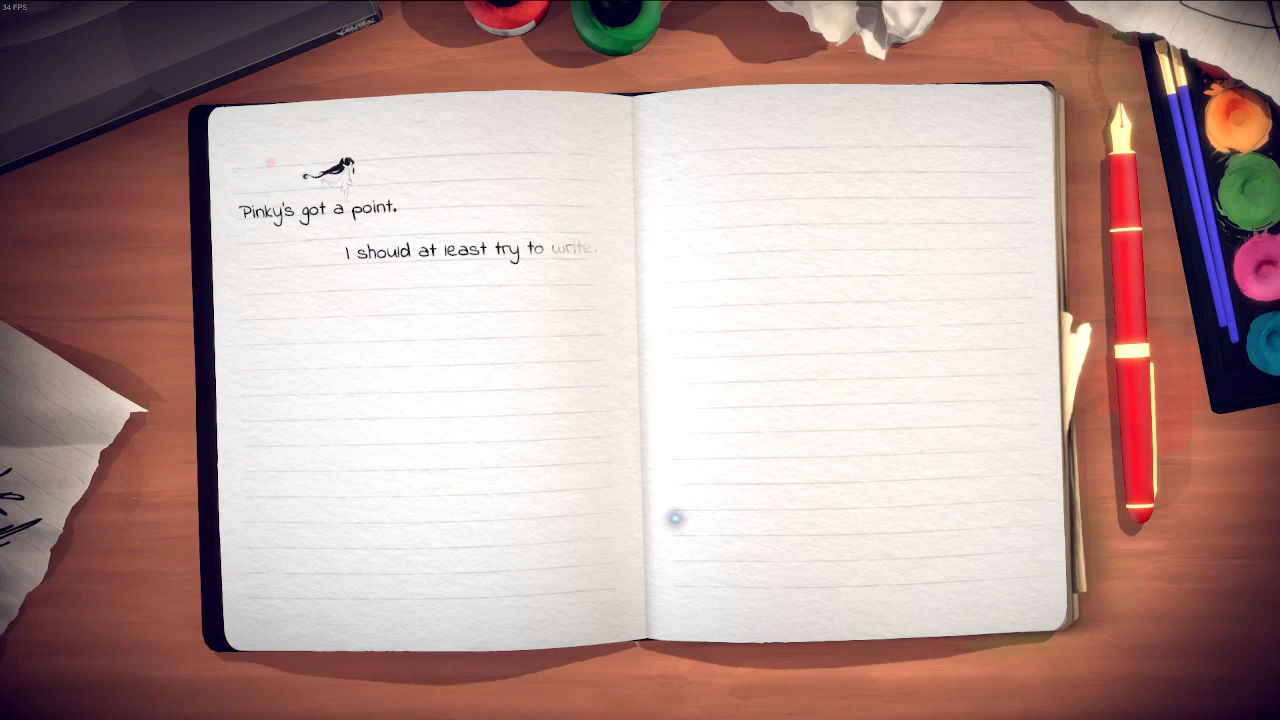 34 FPS
Pinky's got a point.
I should at least try to write.